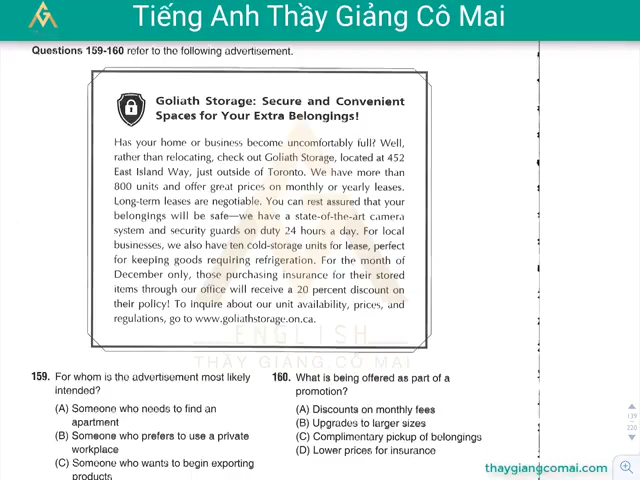 Tiếng Anh Thầy Giảng Cô Mai
Questions 159-160 refer to the following advertisement.
Goliath Storage: Secure and Convenient
Spaces for Your Extra Belongings!
Has your home or business become uncomfortably full? Well,
rather than relocating, check out Goliath Storage, located at 452
East Island Way, just outside of Toronto. We have more than
800 units and offer great prices on monthly or yearly leases.
Long-term leases are negotiable. You can rest assured that your
belongings will be safe—we have a state-of-the-art camera
system and security guards on duty 24 hours a day. For local
businesses, we also have ten cold-storage units for lease, perfect
for keeping goods requiring refrigeration. For the month of
December only, those purchasing insurance for their stored
items through our office will receive a 20 percent discount on
their policy! To inquire about our unit availability, prices, and
regulations, go to www.goliathstorage.on.ca.
ENGLISH
THẦY GIẢNG CÔ MAI
159. For whom is the advertisement most likely
intended?
(A) Someone who needs to find an
apartment
(B) Someone who prefers to use a private
workplace
(C) Someone who wants to begin exporting
products
160. What is being offered as part of a
promotion?
(A) Discounts on monthly fees
(B) Upgrades to larger sizes
(C) Complimentary pickup of belongings
(D) Lower prices for insurance
139
220
thaygiangcomai.com